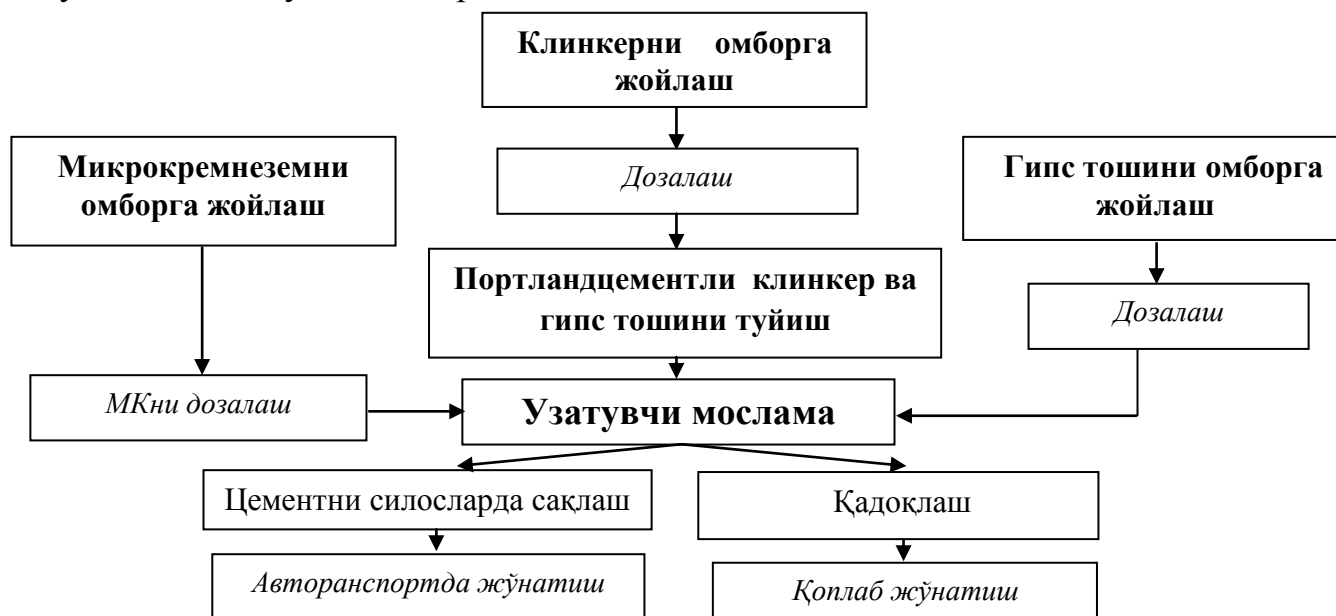 Клинкерни омборга
жойлаш
Микрокремнеземни
омборга жойлаш
Дозалаш
Гипс тошини омборга
жойлаш
Портландцементли клинкер ва
гипс тошини туйиш
Дозалаш
МКни дозалаш
Узатувчи мослама
Цементни силосларда сақлаш
Қадоқлаш
Авторанспортда жўнатиш
Қоплаб жўнатиш